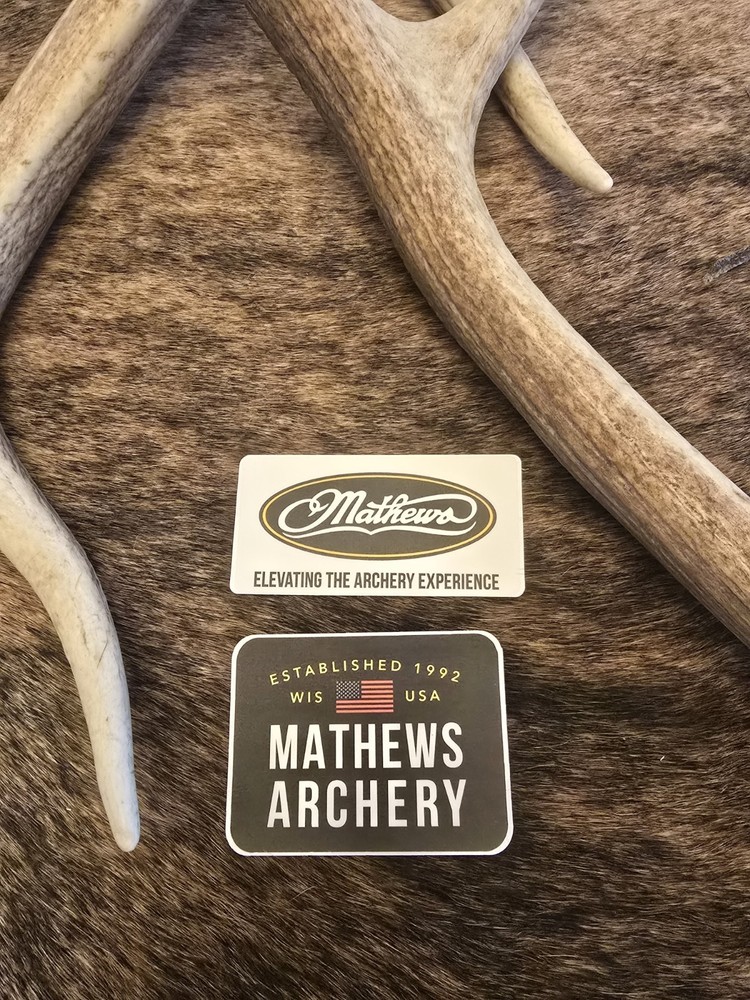 Mathews
ELEVATING THE ARCHERY EXPERIENCE
ESTABLISHED 1992
WIS USA
MATHEWS
ARCHERY